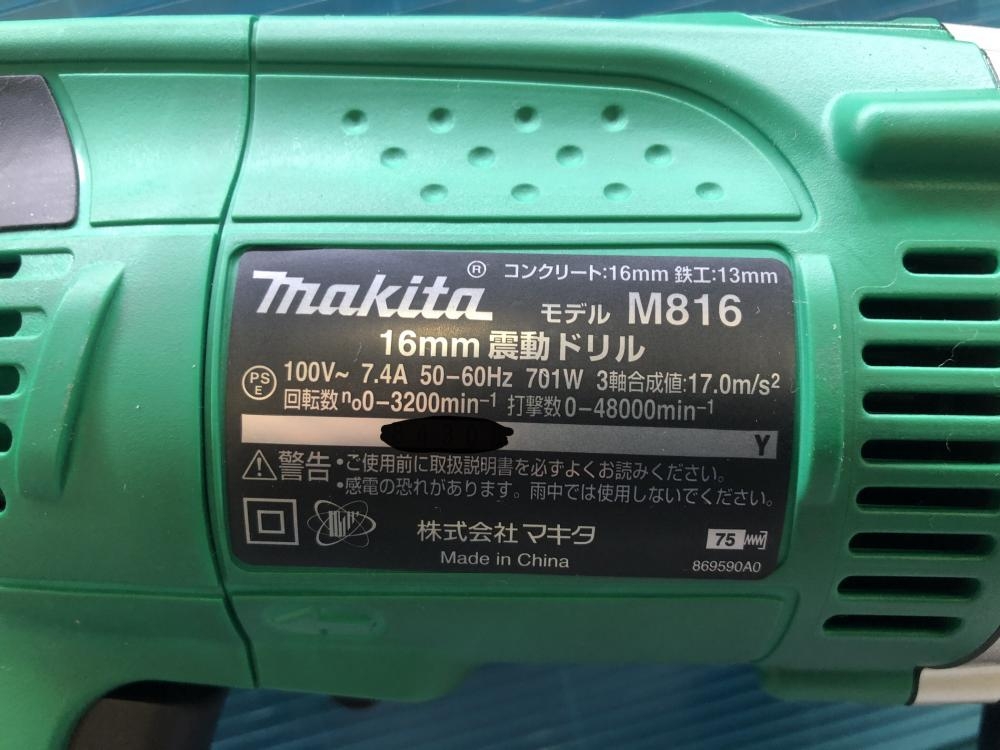 makita ® コンクリート:16mm 鉄工:13mm
モデル M816
16mm 震動ドリル
PSE 100V~ 7.4A 50-60Hz 701W 3軸合成値:17.0m/s²
回転数 n₀0-3200min⁻¹ 打撃数 0-48000min⁻¹
Y
警告 •ご使用前に取扱説明書を必ずよくお読みください。
•感電の恐れがあります。雨中では使用しないでください。
株式会社 マキタ
75
Made in China
869590A0